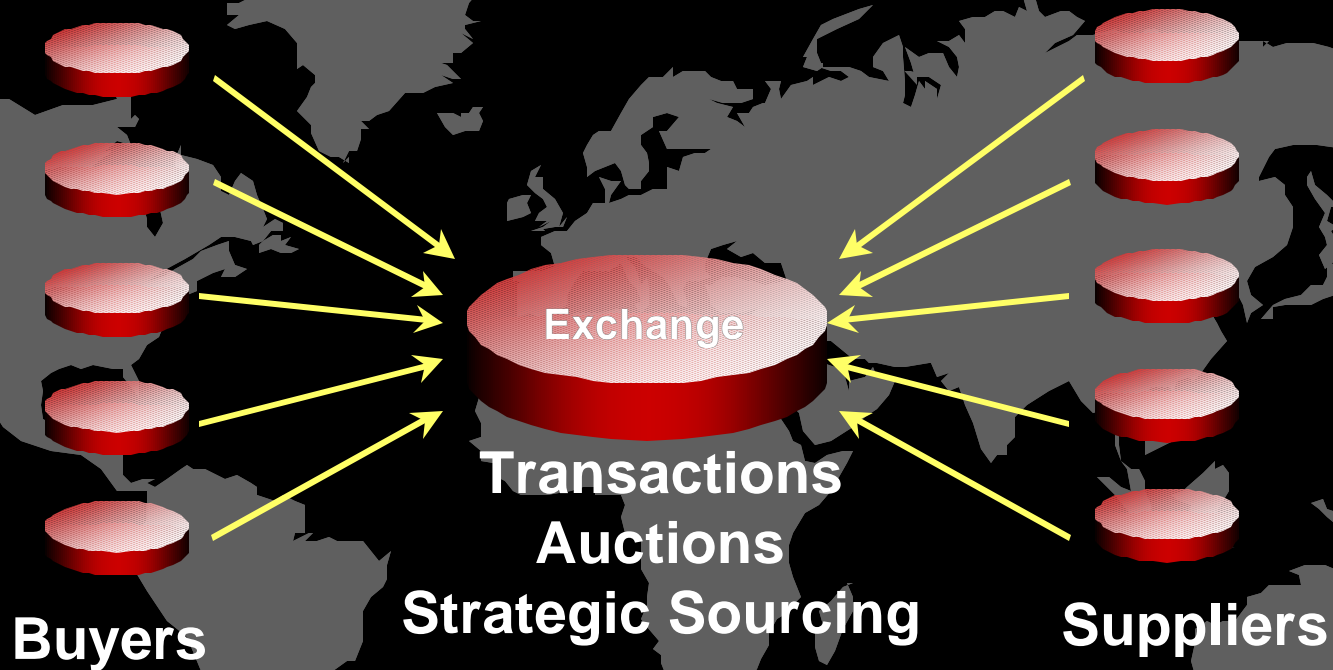 Exchange
Transactions
Auctions
Strategic Sourcing
Buyers
Suppliers